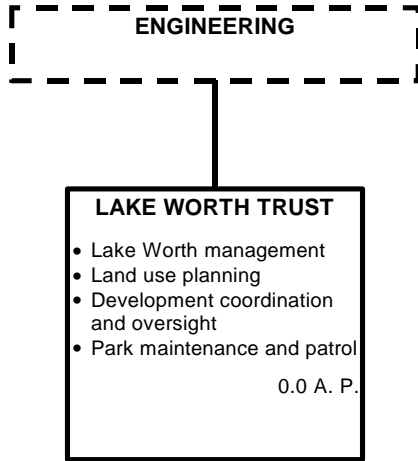 ENGINEERING
LAKE WORTH TRUST
• Lake Worth management
• Land use planning
• Development coordination
and oversight
• Park maintenance and patrol
0.0 A. P.